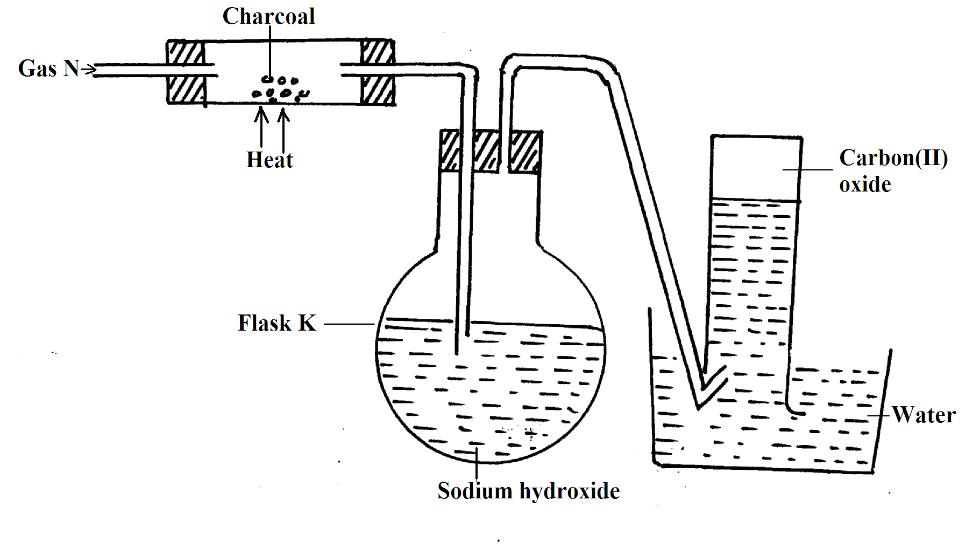 Charcoal
Gas N
Heat
Carbon(II)
oxide
Flask K
Water
Sodium hydroxide